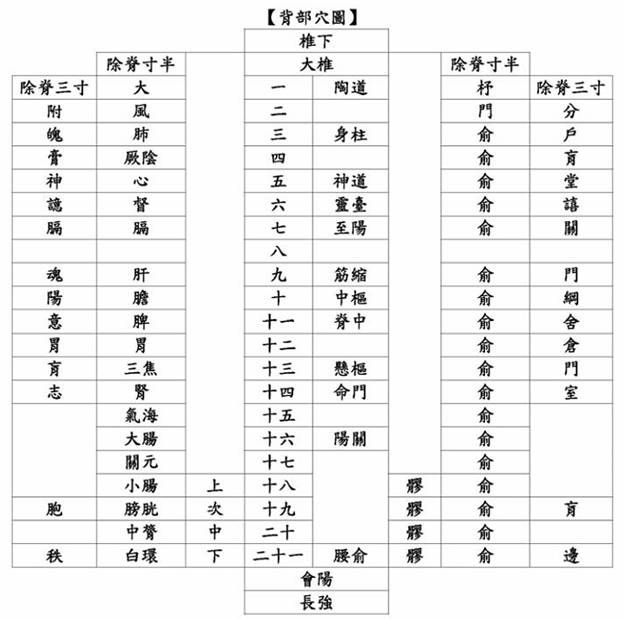 【背部穴圖】
椎下
除脊寸半 大椎 除脊寸半
除脊三寸 大 一 陶道 杼 除脊三寸
附 風 二 門 分
魄 肺 三 身柱 俞 戶
膏 厥陰 四 俞 肓
神 心 五 神道 俞 堂
譩 督 六 靈臺 俞 譆
膈 膈 七 至陽 俞 關
八
魂 肝 九 筋縮 俞 門
陽 膽 十 中樞 俞 綱
意 脾 十一 脊中 俞 舍
胃 胃 十二 俞 倉
肓 三焦 十三 懸樞 俞 門
志 腎 十四 命門 俞 室
氣海 十五 俞
大腸 十六 陽關 俞
關元 十七 俞
小腸 上 十八 髎 俞
胞 膀胱 次 十九 髎 俞 肓
中膂 中 二十 髎 俞
秩 白環 下 二十一 腰俞 髎 俞 邊
會陽
長強